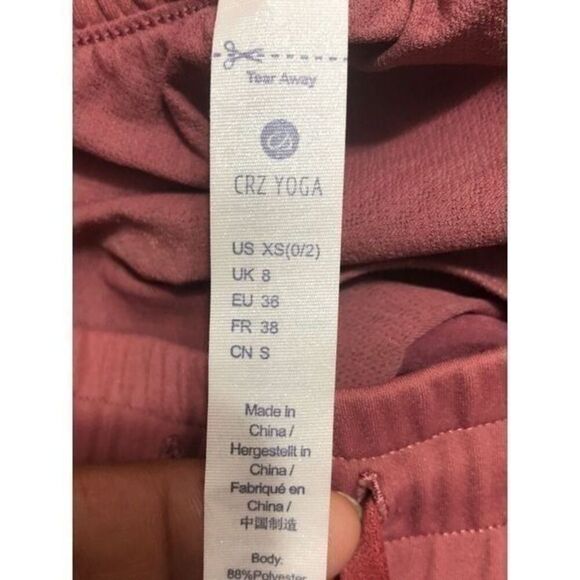 Tear Away
CRZ YOGA
US XS(0/2)
UK 8
EU 36
FR 38
CN S
Made in
China /
Hergestellt in
China /
Fabriqué en
China /
中国制造
Body:
88%Polyester